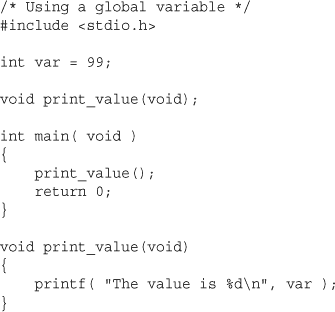 /* Using a global variable */
#include <stdio.h>

int var = 99;

void print_value(void);

int main( void )
{
    print_value();
    return 0;
}

void print_value(void)
{
    printf( "The value is %d\n", var );
}